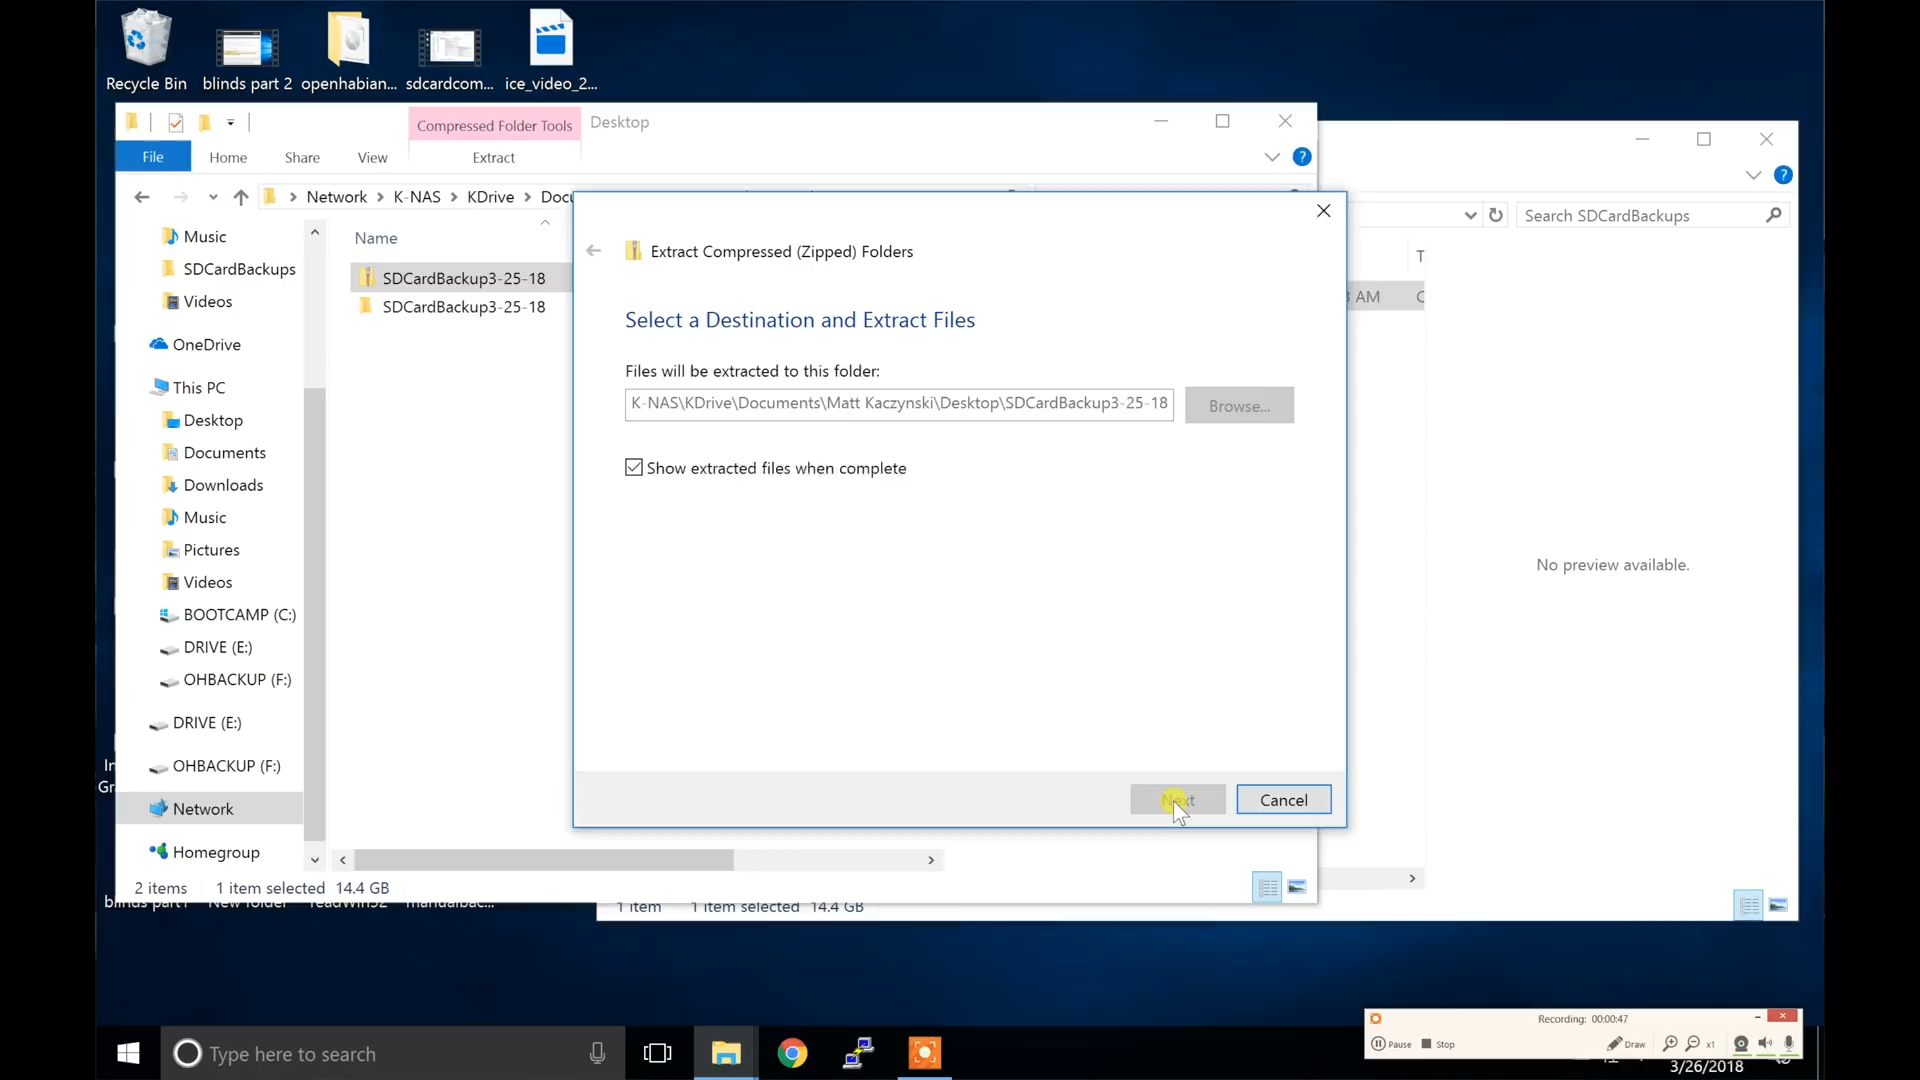 Recycle Bin
blinds part 2
openhabian...
sdcardcom...
ice_video_2...
Compressed Folder Tools
Desktop
File
Home
Share
View
Extract
Network > K-NAS > KDrive >
Search SDCardBackups
Music
SDCardBackups
Videos
OneDrive
This PC
Desktop
Documents
Downloads
Music
Pictures
Videos
BOOTCAMP (C:)
DRIVE (E:)
OHBACKUP (F:)
DRIVE (E:)
OHBACKUP (F:)
Network
Homegroup
Name
SDCardBackup3-25-18
SDCardBackup3-25-18
2 items
1 item selected 14.4 GB
Extract Compressed (Zipped) Folders
Select a Destination and Extract Files
Files will be extracted to this folder:
K-NAS\KDrive\Documents\Matt Kaczynski\Desktop\SDCardBackup3-25-18
Browse...
Show extracted files when complete
Next
Cancel
AM
No preview available.
1 item
1 item selected 14.4 GB
Type here to search
Recording: 00:00:47
Pause
Stop
Draw
x1
3/26/2018